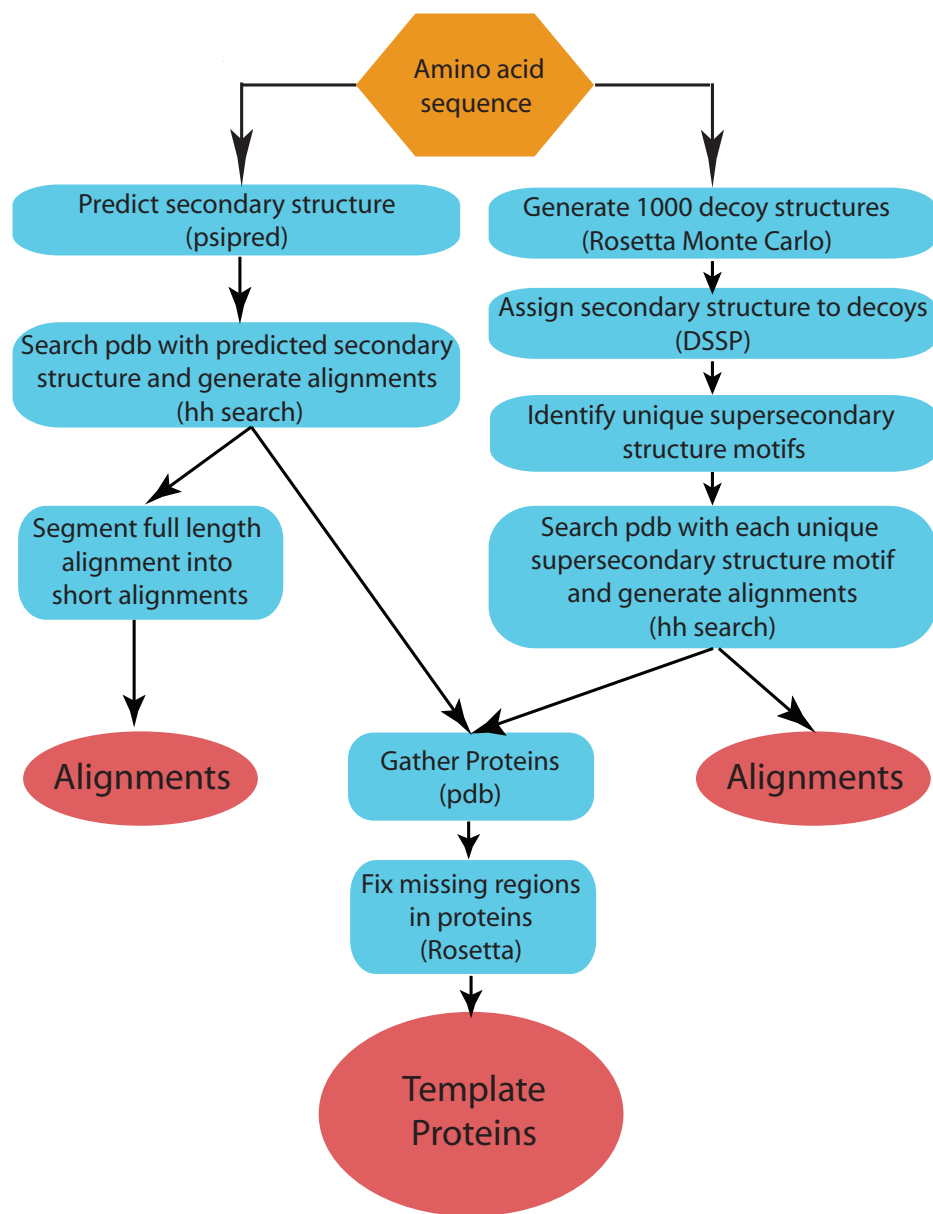 Amino acid
sequence
Predict secondary structure
(psipred)
Search pdb with predicted secondary
structure and generate alignments
(hh search)
Segment full length
alignment into
short alignments
Alignments
Generate 1000 decoy structures
(Rosetta Monte Carlo)
Assign secondary structure to decoys
(DSSP)
Identify unique supersecondary
structure motifs
Search pdb with each unique
supersecondary structure motif
and generate alignments
(hh search)
Alignments
Gather Proteins
(pdb)
Fix missing regions
in proteins
(Rosetta)
Template
Proteins